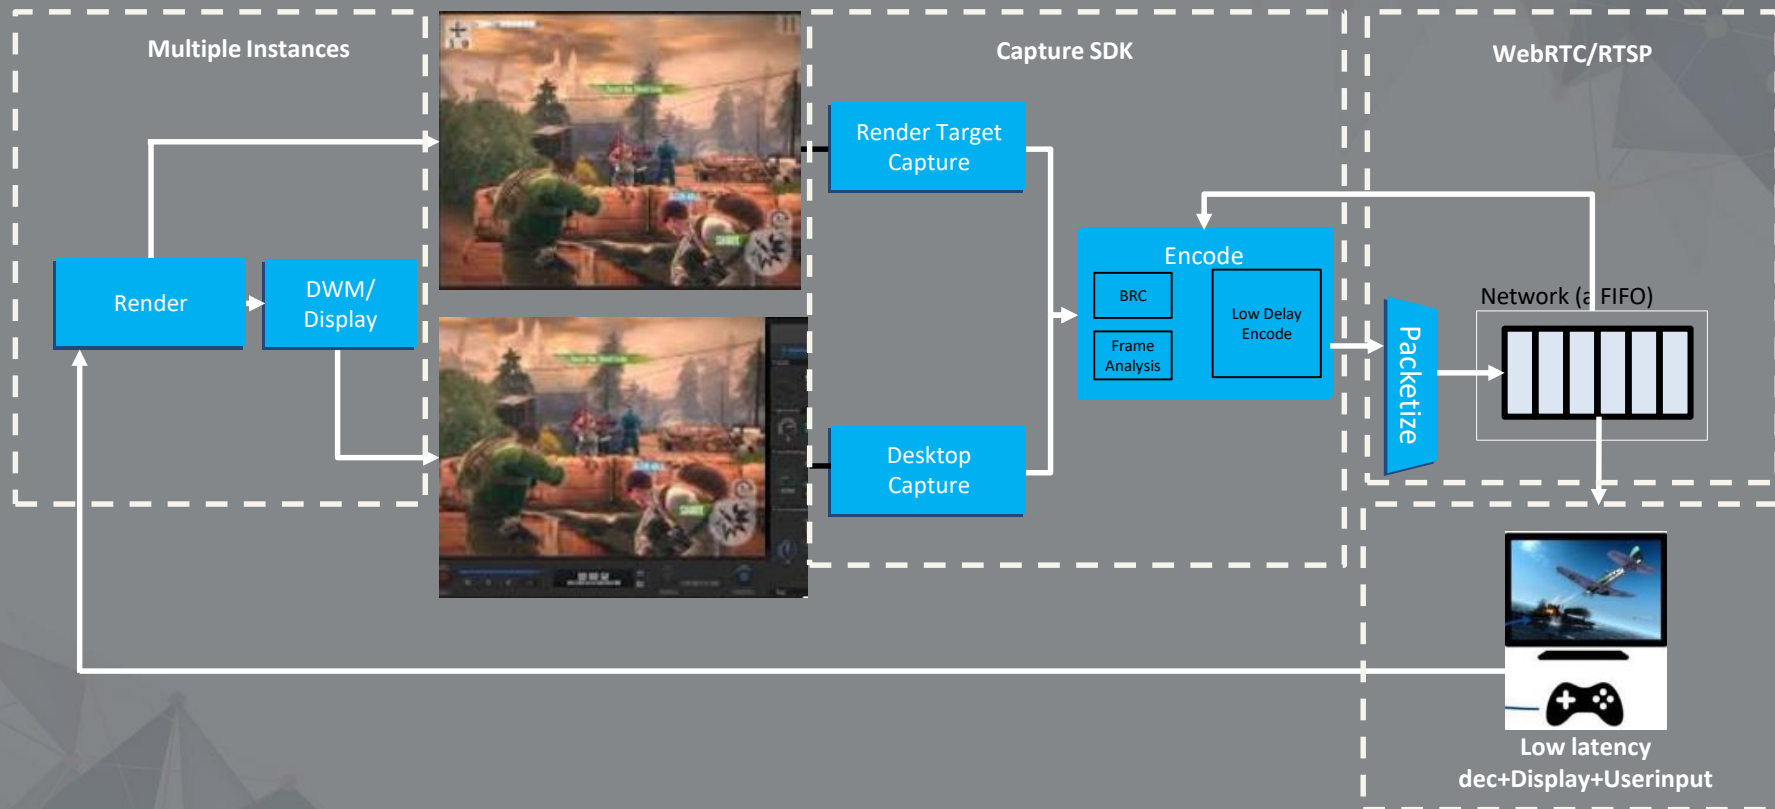 Multiple Instances
Capture SDK
WebRTC/RTSP
Render Target
Capture
Render
DWM/
Display
Encode
BRC
Frame
Analysis
Low Delay
Encode
Packetize
Network (a FIFO)
Desktop
Capture
Low latency
dec+Display+Userinput